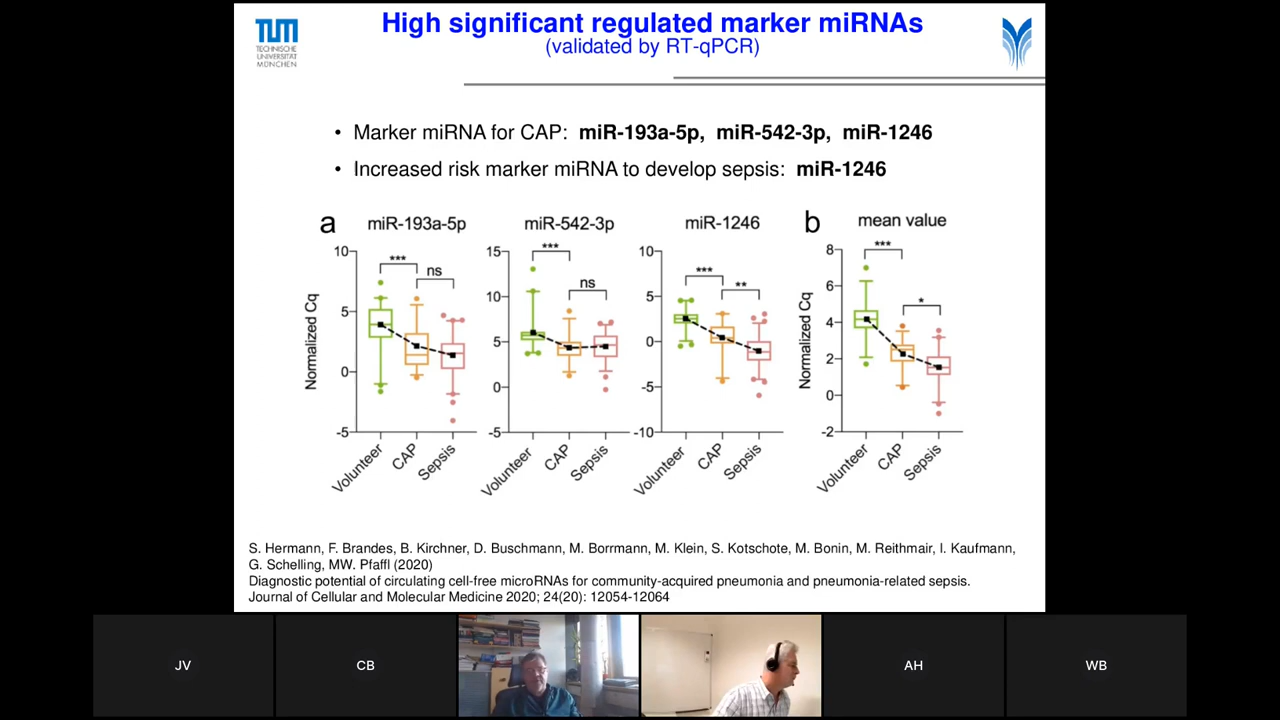 TUM
TECHNISCHE
UNIVERSITÄT
MÜNCHEN
High significant regulated marker miRNAs
(validated by RT-qPCR)
• Marker miRNA for CAP: miR-193a-5p, miR-542-3p, miR-1246
• Increased risk marker miRNA to develop sepsis: miR-1246
a
miR-193a-5p
Normalized Cq
10
5
0
-5
***
ns
Volunteer
CAP
Sepsis
miR-542-3p
15
10
5
0
-5
***
ns
Volunteer
CAP
Sepsis
miR-1246
10
5
0
-5
-10
***
**
Volunteer
CAP
Sepsis
b
mean value
Normalized Cq
8
6
4
2
0
-2
***
*
Volunteer
CAP
Sepsis
S. Hermann, F. Brandes, B. Kirchner, D. Buschmann, M. Borrmann, M. Klein, S. Kotschote, M. Bonin, M. Reithmair, I. Kaufmann,
G. Schelling, MW. Pfaffl (2020)
Diagnostic potential of circulating cell-free microRNAs for community-acquired pneumonia and pneumonia-related sepsis.
Journal of Cellular and Molecular Medicine 2020; 24(20): 12054-12064
JV
CB
AH
WB